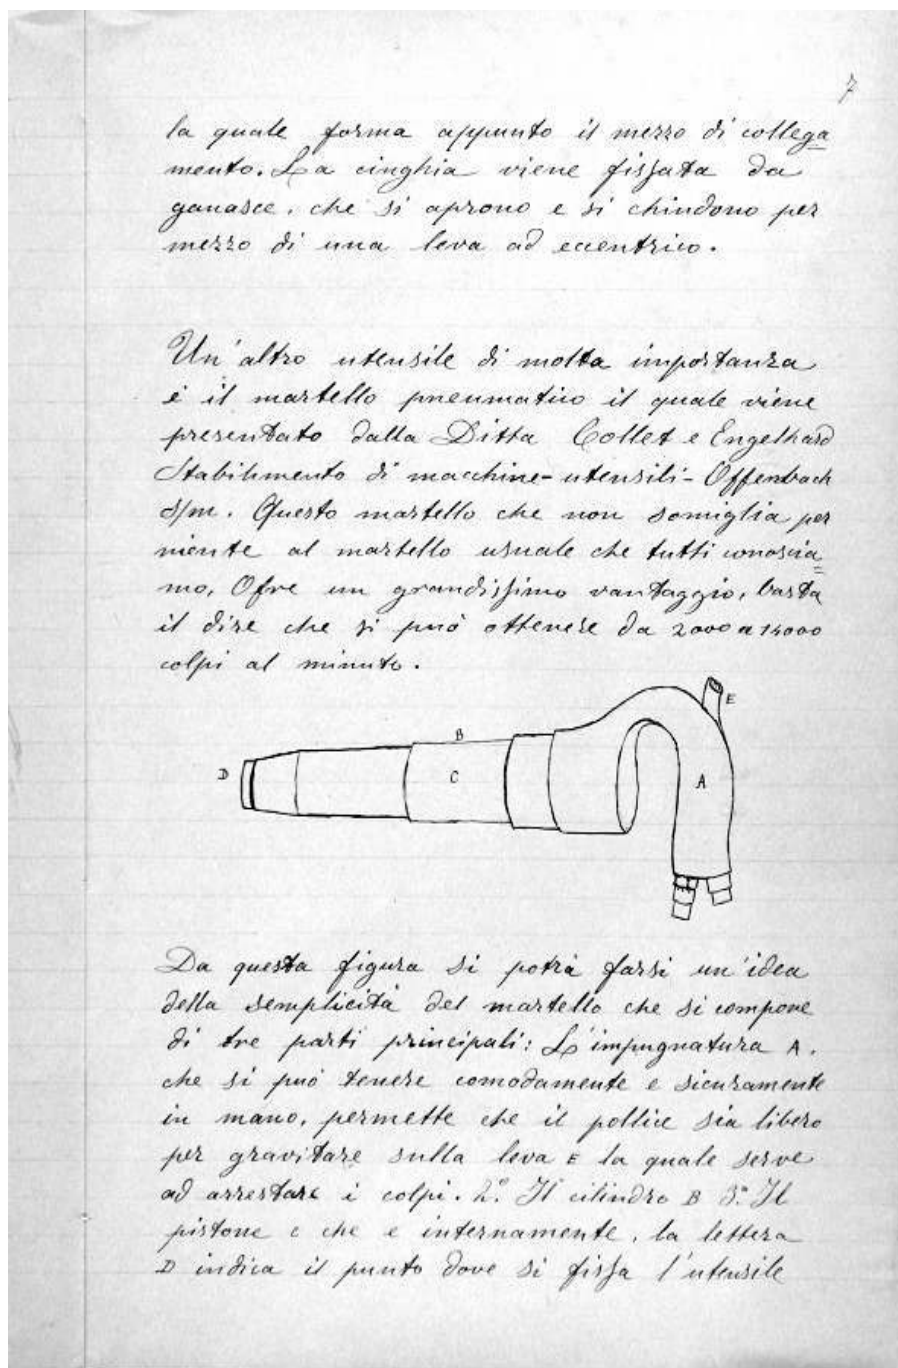 7
la quale forma appunto il mezzo di collega
mento. La cinghia viene fissata da
ganasce, che si aprono e si chiudono per
mezzo di una leva ad eccentrico.
Un'altro utensile di molta importanza
è il martello pneumatico il quale viene
presentato dalla Ditta Collet e Engelhard
Stabilimento di macchine-utensili-Offenbach
s/m. Questo martello che non somiglia per
niente al martello usuale che tutti conoscia
mo, Ofre un grandissimo vantaggio, basta
il dire che si può ottenere da 2000 a 14000
colpi al minuto.
E
B
D
C
A
Da questa figura si potrà farsi un'idea
della semplicità del martello che si compone
di tre parti principali: L'impugnatura A.
che si può tenere comodamente e sicuramente
in mano, permette che il pollice sia libero
per gravitare sulla leva E la quale serve
ad arrestare i colpi. 2° Il cilindro B 3° Il
pistone C che e internamente, la lettera
D indica il punto dove si fissa l'utensile